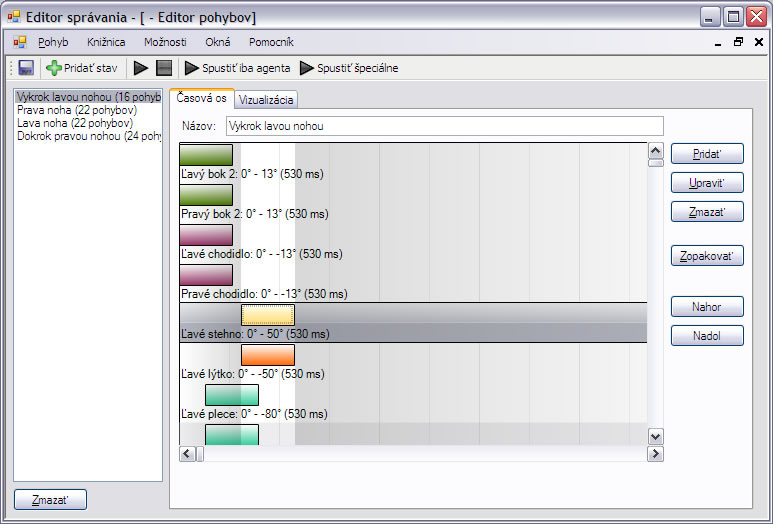 Editor správania - [ - Editor pohybov]
Pohyb Knižnica Možnosti Okná Pomocník
Pridať stav Spustiť iba agenta Spustiť špeciálne
Vykrok lavou nohou (16 pohyb
Prava noha (22 pohybov)
Lava noha (22 pohybov)
Dokrok pravou nohou (24 poh
Zmazať
Časová os Vizualizácia
Názov: Vykrok lavou nohou
Ľavý bok 2: 0° - 13° (530 ms)
Pravý bok 2: 0° - 13° (530 ms)
Ľavé chodidlo: 0° - -13° (530 ms)
Pravé chodidlo: 0° - -13° (530 ms)
Ľavé stehno: 0° - 50° (530 ms)
Ľavé lýtko: 0° - -50° (530 ms)
Ľavé plece: 0° - -80° (530 ms)
Pridať
Upraviť
Zmazať
Zopakovať
Nahor
Nadol